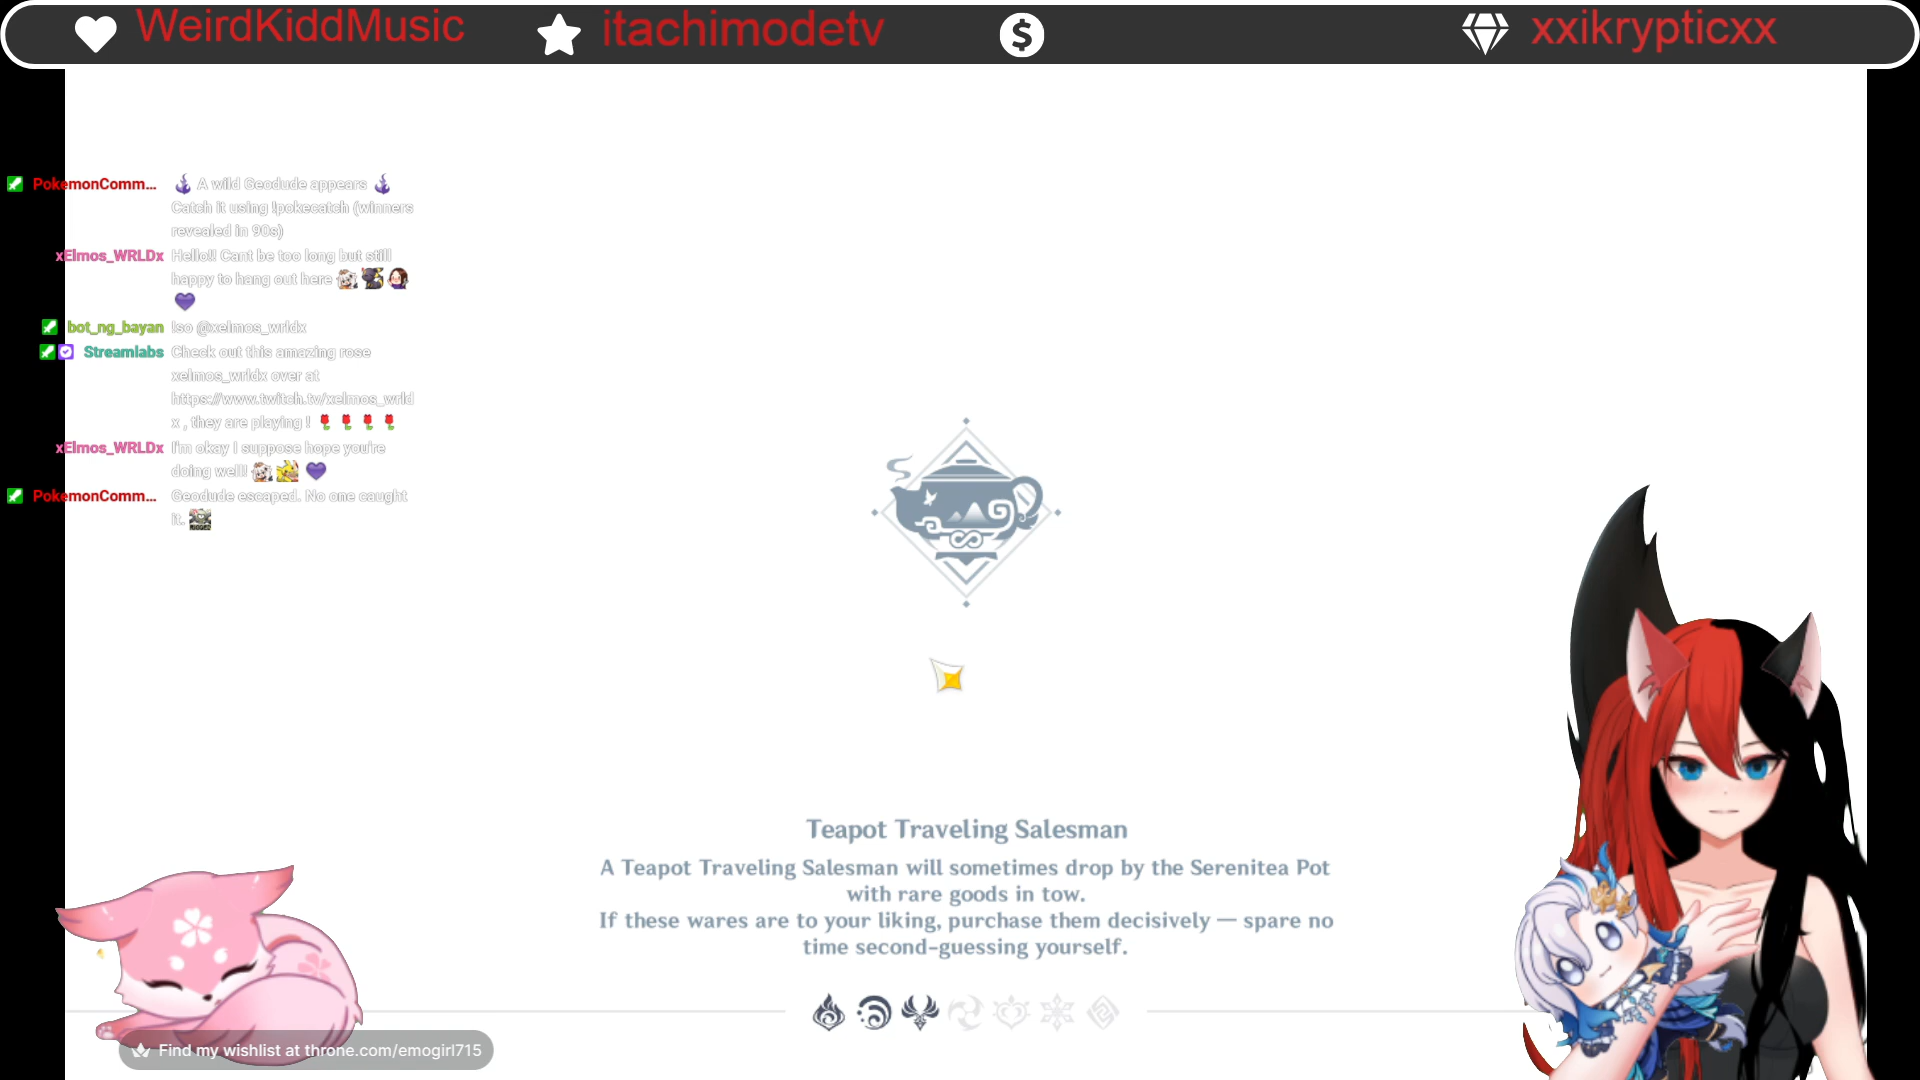 WeirdKiddMusic
itachimodetv
xxikrypticxx
PokemonComm... A wild Geodude appears
Catch it using !pokecatch (winners
revealed in 90s)
xElmos_WRLDx Hello!! Cant be too long but still
happy to hang out here
bot_ng_bayan !so @xelmos_wrldx
Streamlabs Check out this amazing rose
xelmos_wrldx over at
https://www.twitch.tv/xelmos_wrld
x , they are playing !
xElmos_WRLDx I'm okay I suppose hope you're
doing well!
PokemonComm... Geodude escaped. No one caught
it.
Teapot Traveling Salesman
A Teapot Traveling Salesman will sometimes drop by the Serenitea Pot
with rare goods in tow.
If these wares are to your liking, purchase them decisively — spare no
time second-guessing yourself.
Find my wishlist at throne.com/emogirl715